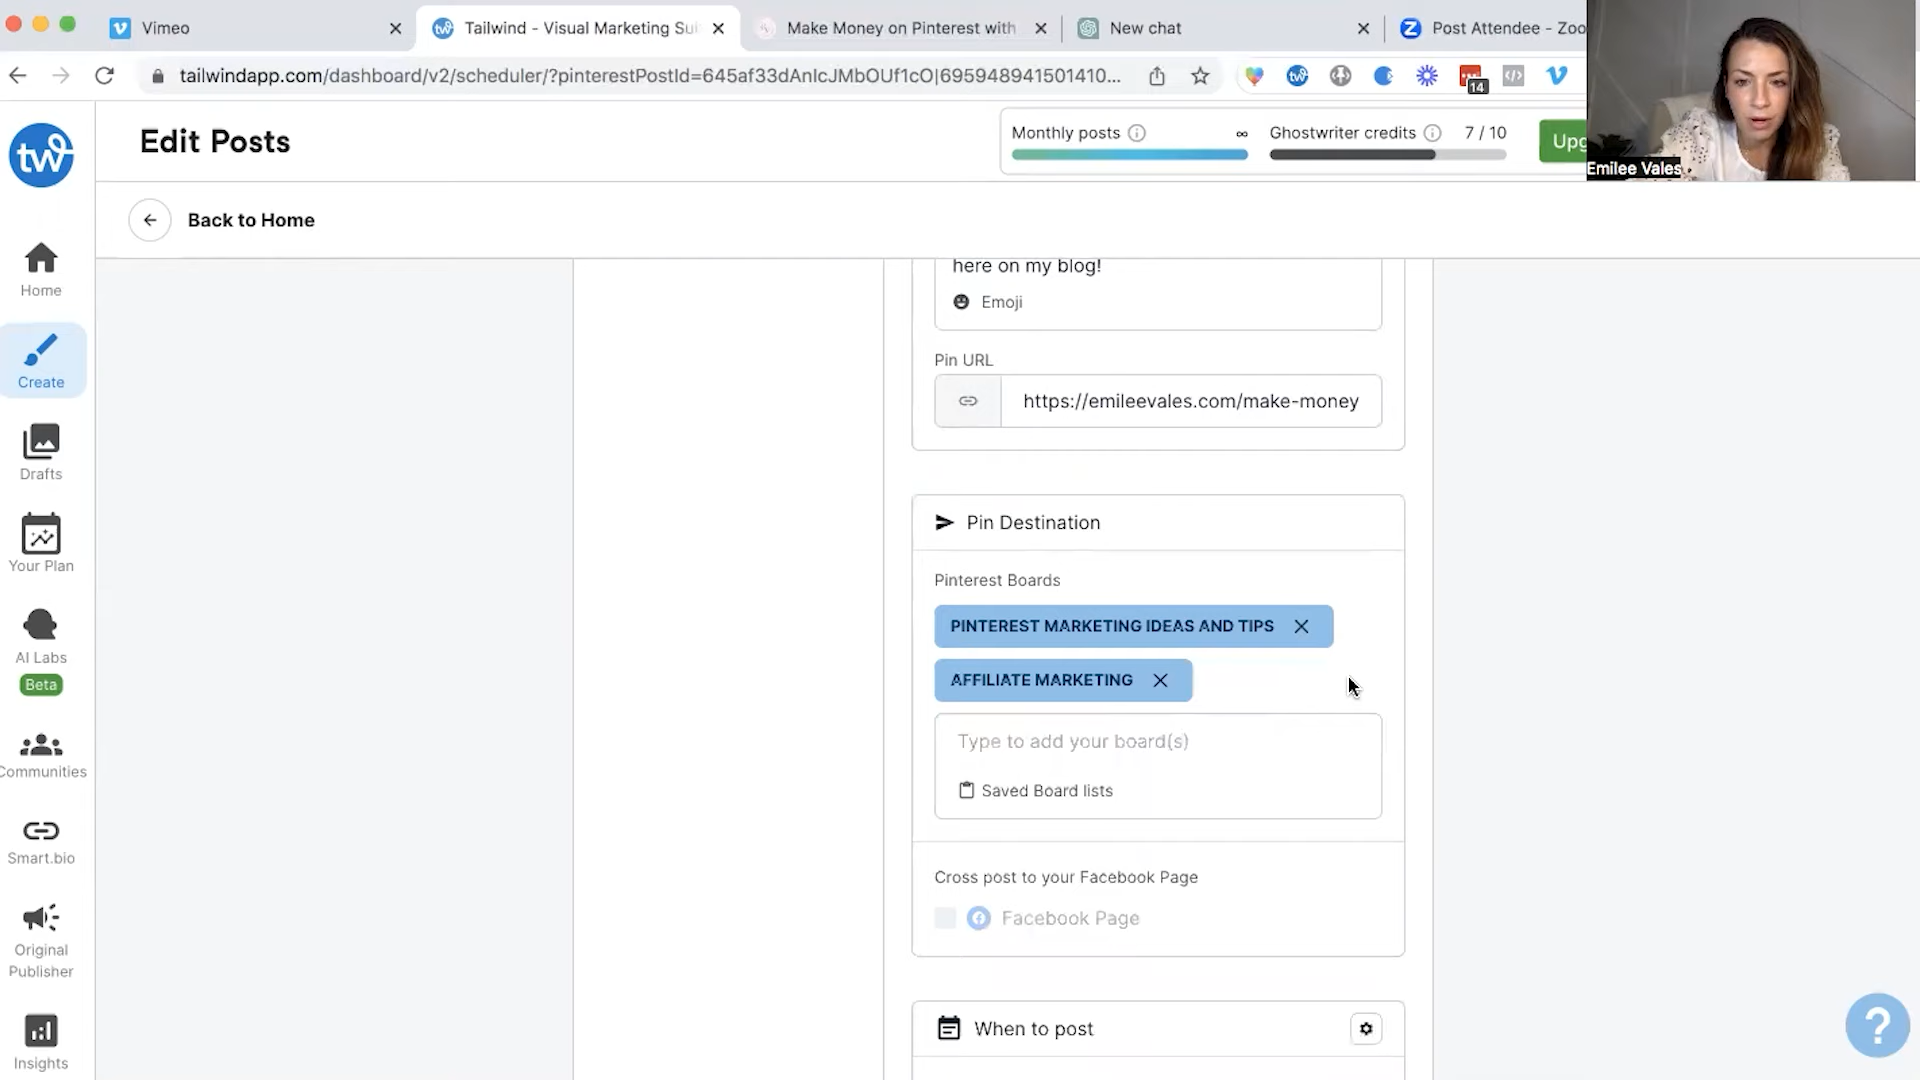 Vimeo
Tailwind - Visual Marketing Su
Make Money on Pinterest with
New chat
Post Attendee - Zoo
tailwindapp.com/dashboard/v2/scheduler/?pinterestPostId=645af33dAnIcJMbOUf1cO|695948941501410...
14
Emilee Vales
tw
Edit Posts
Monthly posts
∞
Ghostwriter credits
7 / 10
Upg
Back to Home
Home
Create
Drafts
Your Plan
AI Labs
Beta
Communities
Smart.bio
Original
Publisher
Insights
here on my blog!
Emoji
Pin URL
https://emileevales.com/make-money
Pin Destination
Pinterest Boards
PINTEREST MARKETING IDEAS AND TIPS
AFFILIATE MARKETING
Type to add your board(s)
Saved Board lists
Cross post to your Facebook Page
Facebook Page
When to post
?